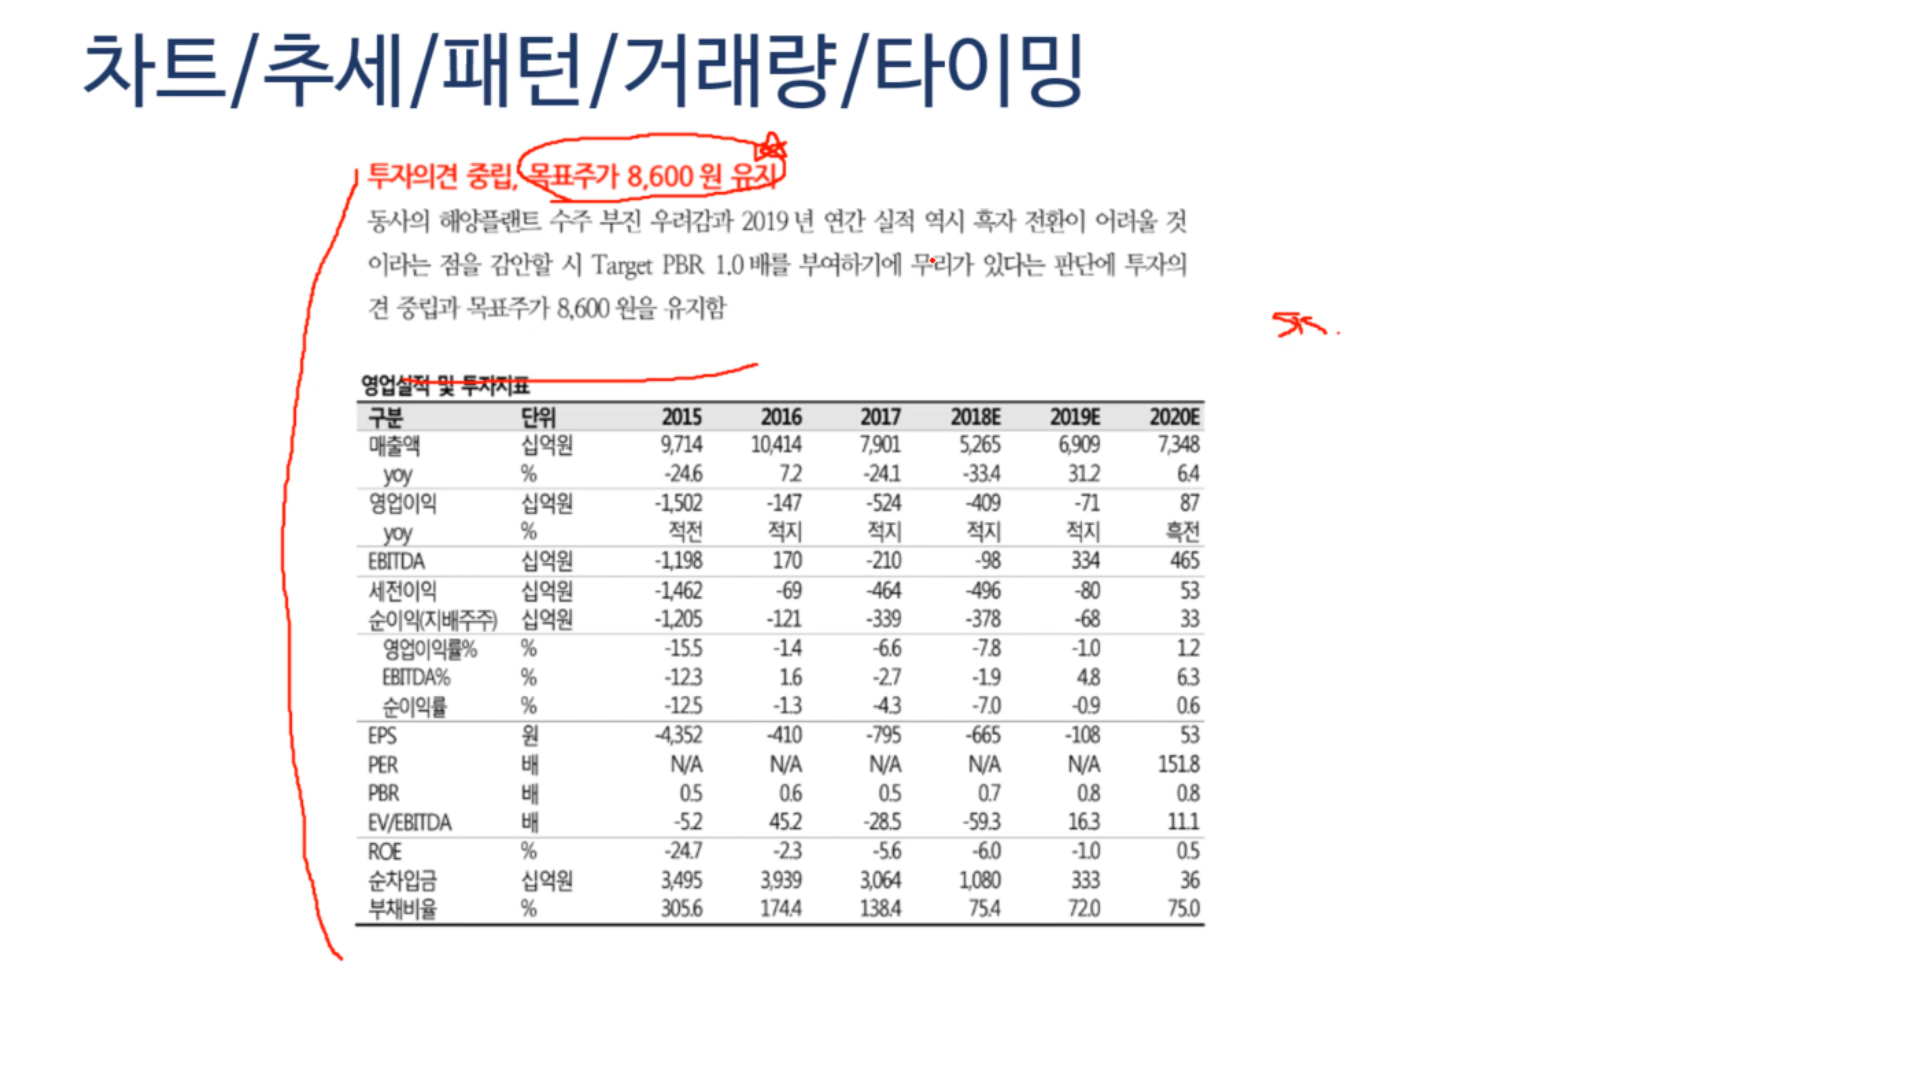 차트/추세/패턴/거래량/타이밍
투자의견 중립, 목표주가 8,600원 유지
동사의 해양플랜트 수주 부진 우려감과 2019년 연간 실적 역시 흑자 전환이 어려울 것
이라는 점을 감안할 시 Target PBR 1.0배를 부여하기에 무리가 있다는 판단에 투자의
견 중립과 목표주가 8,600원을 유지함
영업실적 및 투자지표
구분 단위 2015 2016 2017 2018E 2019E 2020E
매출액 십억원 9,714 10,414 7,901 5,265 6,909 7,348
yoy % -24.6 7.2 -24.1 -33.4 31.2 6.4
영업이익 십억원 -1,502 -147 -524 -409 -71 87
yoy % 적전 적지 적지 적지 적지 흑전
EBITDA 십억원 -1,198 170 -210 -98 334 465
세전이익 십억원 -1,462 -69 -464 -496 -80 53
순이익(지배주주) 십억원 -1,205 -121 -339 -378 -68 33
영업이익률% % -15.5 -1.4 -6.6 -7.8 -1.0 1.2
EBITDA% % -12.3 1.6 -2.7 -1.9 4.8 6.3
순이익률 % -12.5 -1.3 -4.3 -7.0 -0.9 0.6
EPS 원 -4,352 -410 -795 -665 -108 53
PER 배 N/A N/A N/A N/A N/A 151.8
PBR 배 0.5 0.6 0.5 0.7 0.8 0.8
EV/EBITDA 배 -5.2 45.2 -28.5 -59.3 16.3 11.1
ROE % -24.7 -2.3 -5.6 -6.0 -1.0 0.5
순차입금 십억원 3,495 3,939 3,064 1,080 333 36
부채비율 % 305.6 174.4 138.4 75.4 72.0 75.0